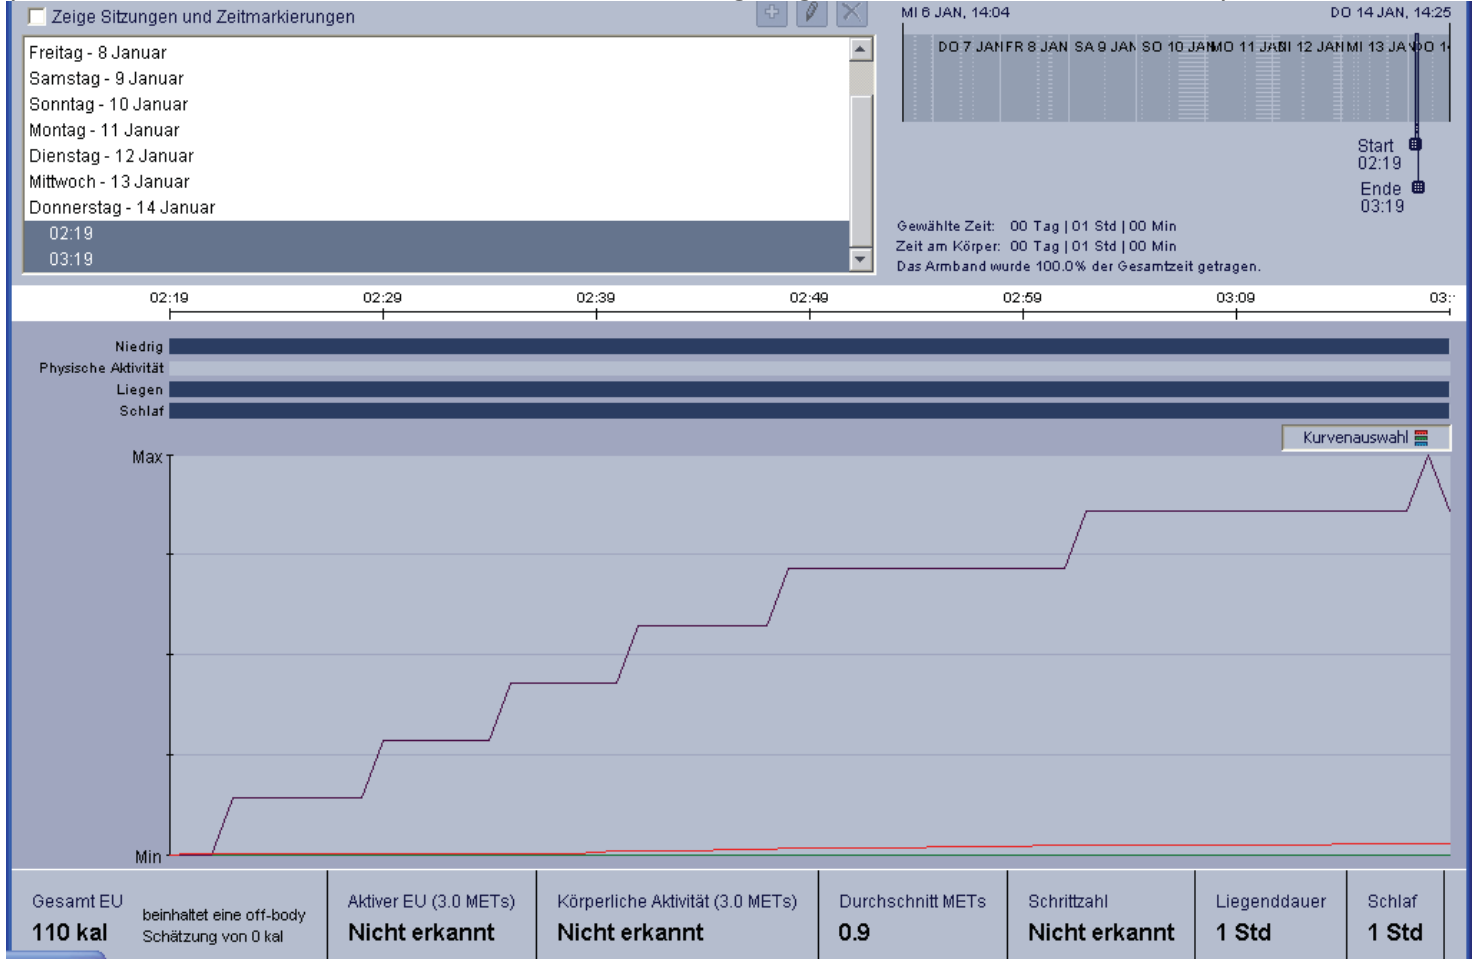 Zeige Sitzungen und Zeitmarkierungen
Freitag - 8 Januar
Samstag - 9 Januar
Sonntag - 10 Januar
Montag - 11 Januar
Dienstag - 12 Januar
Mittwoch - 13 Januar
Donnerstag - 14 Januar
02:19
03:19
MI 6 JAN, 14:04
DO 14 JAN, 14:25
DO 7 JAN FR 8 JAN SA 9 JAN SO 10 JAN MO 11 JAN 12 JAN MI 13 JA
Start
02:19
Ende
03:19
Gewählte Zeit: 00 Tag | 01 Std | 00 Min
Zeit am Körper: 00 Tag | 01 Std | 00 Min
Das Armband wurde 100.0% der Gesamtzeit getragen.
02:19 02:29 02:39 02:49 02:59 03:09 03:
Niedrig
Physische Aktivität
Liegen
Schlaf
Kurvenauswahl
Max
Min
Gesamt EU
110 kal
beinhaltet eine off-body
Schätzung von 0 kal
Aktiver EU (3.0 METs)
Nicht erkannt
Körperliche Aktivität (3.0 METs)
Nicht erkannt
Durchschnitt METs
0.9
Schrittzahl
Nicht erkannt
Liegenddauer
1 Std
Schlaf
1 Std